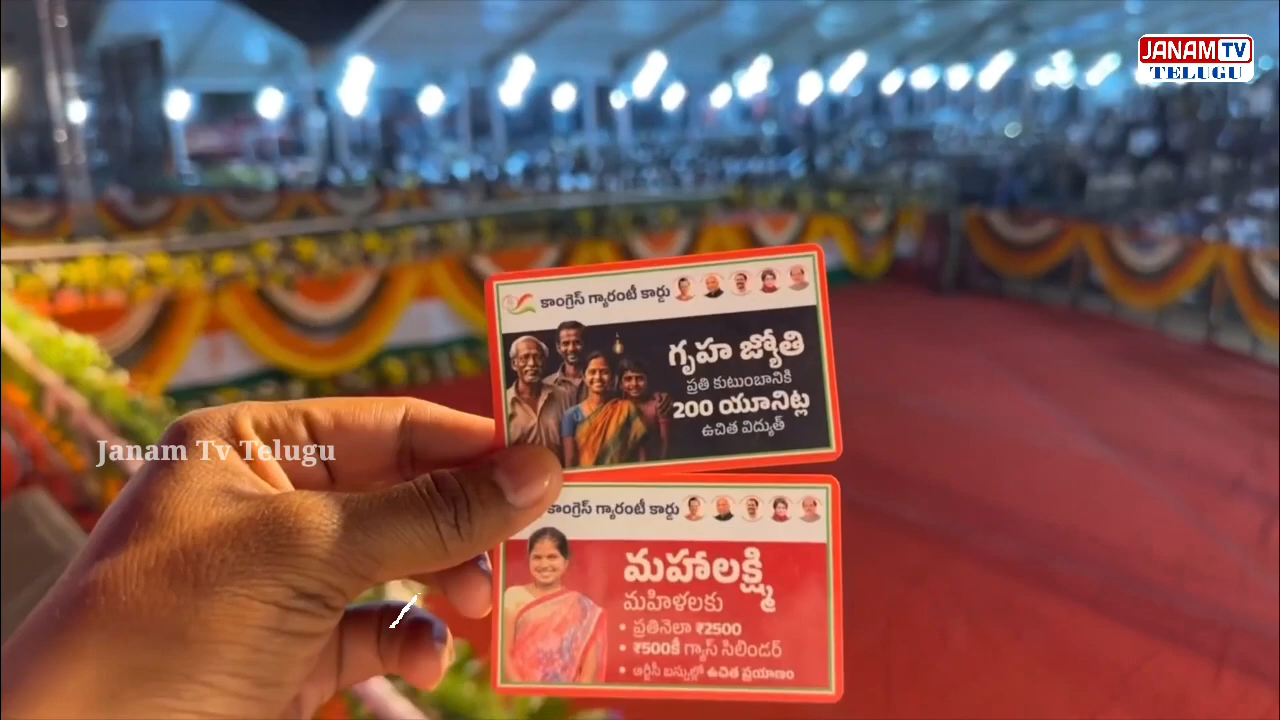 JANAM TV
TELUGU
కాంగ్రెస్ గ్యారంటీ కార్డు
గృహ జ్యోతి
ప్రతి కుటుంబానికి
200 యూనిట్ల
ఉచిత విద్యుత్
Janam Tv Telugu
కాంగ్రెస్ గ్యారంటీ కార్డు
మహాలక్ష్మి
మహిళలకు
• ప్రతినెలా ₹2500
• ₹500కే గ్యాస్ సిలిండర్
• ఆర్టీసీ బస్సుల్లో ఉచిత ప్రయాణం